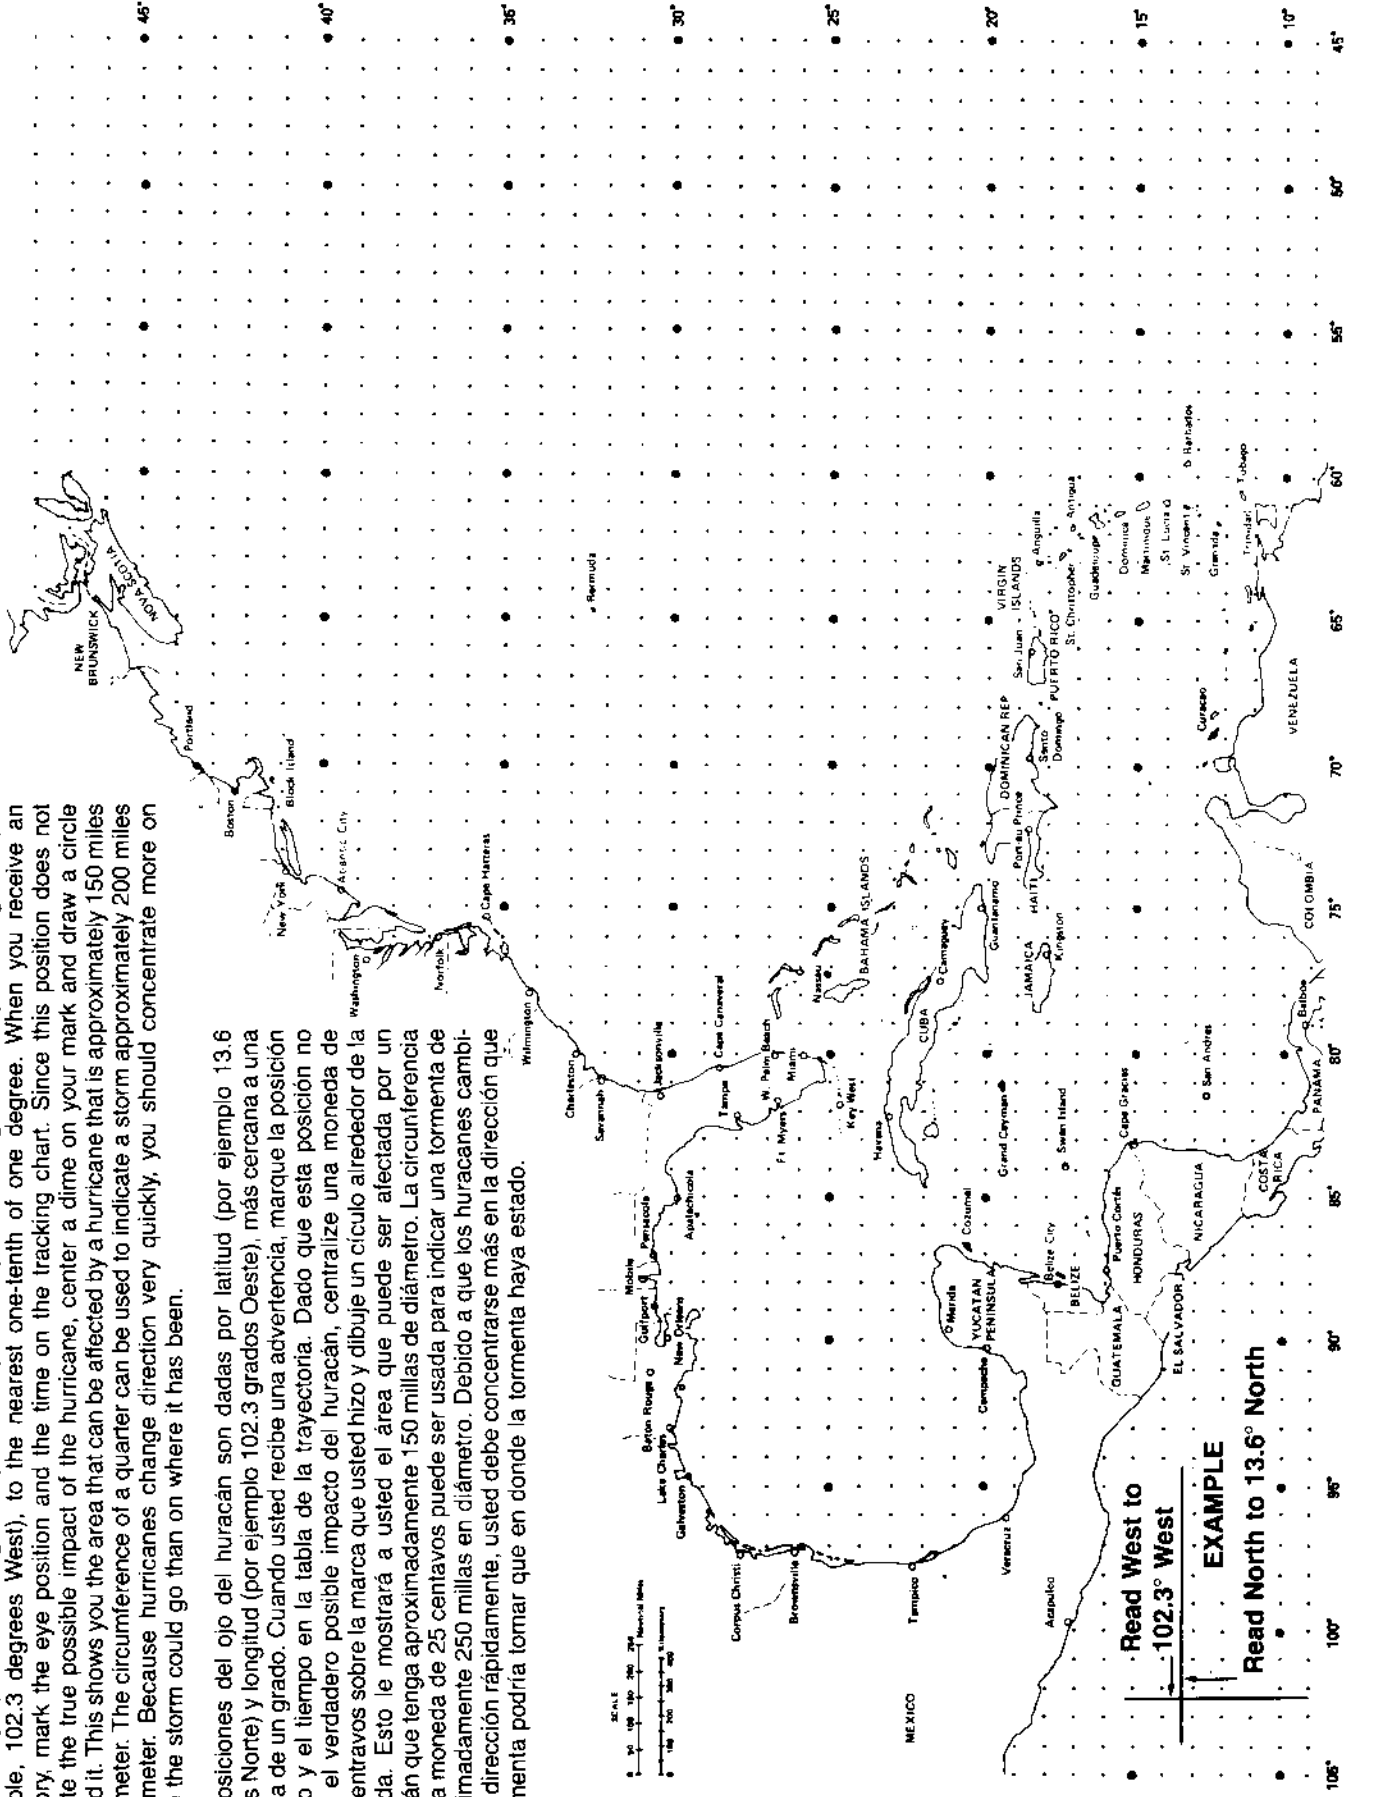 ole, 102.3 degrees West), to the nearest one-tenth of one degree. When you receive an
ory, mark the eye position and the time on the tracking chart. Since this position does not
te the true possible impact of the hurricane, center a dime on your mark and draw a circle
d it. This shows you the area that can be affected by a hurricane that is approximately 150 miles
meter. The circumference of a quarter can be used to indicate a storm approximately 200 miles
meter. Because hurricanes change direction very quickly, you should concentrate more on
the storm could go than on where it has been.
osiciones del ojo del huracán son dadas por latitud (por ejemplo 13.6
s Norte) y longitud (por ejemplo 102.3 grados Oeste), más cercana a una
a de un grado. Cuando usted recibe una advertencia, marque la posición
o y el tiempo en la tabla de la trayectoria. Dado que esta posición no
el verdadero posible impacto del huracán, centralize una moneda de
entravos sobre la marca que usted hizo y dibuje un cículo alrededor de la
da. Esto le mostrará a usted el área que puede ser afectada por un
án que tenga aproximadamente 150 millas de diámetro. La circunferencia
a moneda de 25 centavos puede ser usada para indicar una tormenta de
imadamente 250 millas en diámetro. Debido a que los huracanes cambi-
dirección rápidamente, usted debe concentrarse más en la dirección que
menta podría tomar que en donde la tormenta haya estado.
NEW
BRUNSWICK
NOVA SCOTIA
Portland
Boston
Block Island
New York
Atlantic City
Washington
Norfolk
Cape Hatteras
Wilmington
Charleston
Savannah
Jacksonville
Bermuda
Cape Canaveral
Tampa
W. Palm Beach
Ft Myers
Miami
Key West
Nassau
BAHAMA ISLANDS
Havana
CUBA
Camaguey
Guantanamo
SCALE
Corpus Christi
Brownsville
Galveston
Lake Charles
Baton Rouge
New Orleans
Gulfport
Mobile
Pensacola
Apalachicola
Tampico
Veracruz
MEXICO
Acapulco
Merida
Campeche
YUCATAN
PENINSULA
Cozumel
Belize City
BELIZE
GUATEMALA
Puerto Cortés
HONDURAS
EL SALVADOR
NICARAGUA
COSTA
RICA
PANAMA
Balboa
Cape Gracias
Swan Island
Grand Cayman
San Andres
JAMAICA
Kingston
HAITI
Port au Prince
DOMINICAN REP
Santo
Domingo
San Juan
PUERTO RICO
VIRGIN
ISLANDS
Anguilla
St. Christopher
Antigua
Guadeloupe
Dominica
Martinique
St Lucia
St Vincent
Barbados
Grenada
Trinidad
Tobago
Curacao
VENEZUELA
COLOMBIA
Read West to
102.3° West
EXAMPLE
Read North to 13.6° North
45°
40°
35°
30°
25°
20°
15°
10°
105°
100°
95°
90°
85°
80°
75°
70°
65°
60°
55°
50°
45°